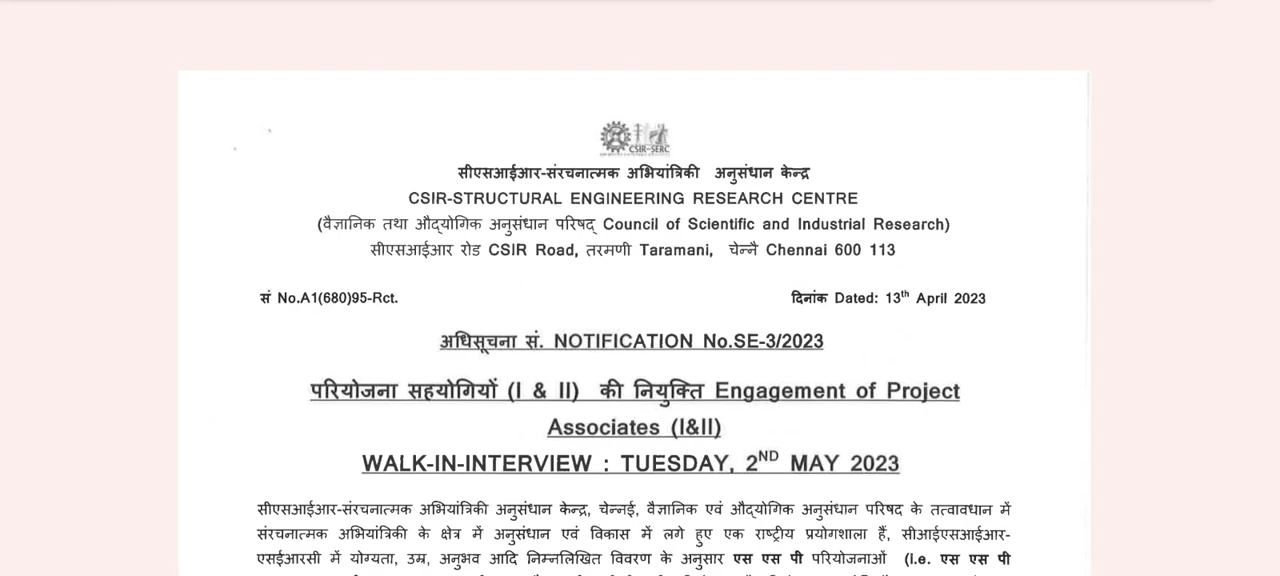 CSIR-SERC
सीएसआईआर-संरचनात्मक अभियांत्रिकी अनुसंधान केन्द्र
CSIR-STRUCTURAL ENGINEERING RESEARCH CENTRE
(वैज्ञानिक तथा औद्योगिक अनुसंधान परिषद् Council of Scientific and Industrial Research)
सीएसआईआर रोड CSIR Road, तरमणी Taramani, चेन्नै Chennai 600 113
सं No.A1(680)95-Rct. दिनांक Dated: 13th April 2023
अधिसूचना सं. NOTIFICATION No.SE-3/2023
परियोजना सहयोगियों (I & II) की नियुक्ति Engagement of Project
Associates (I&II)
WALK-IN-INTERVIEW : TUESDAY, 2ND MAY 2023
सीएसआईआर-संरचनात्मक अभियांत्रिकी अनुसंधान केन्द्र, चेन्नई, वैज्ञानिक एवं औद्योगिक अनुसंधान परिषद के तत्वावधान में
संरचनात्मक अभियांत्रिकी के क्षेत्र में अनुसंधान एवं विकास में लगे हुए एक राष्ट्रीय प्रयोगशाला हैं, सीआईएसआईआर-
एसईआरसी में योग्यता, उम्र, अनुभव आदि निम्नलिखित विवरण के अनुसार एस एस पी परियोजनाओं (i.e. एस एस पी